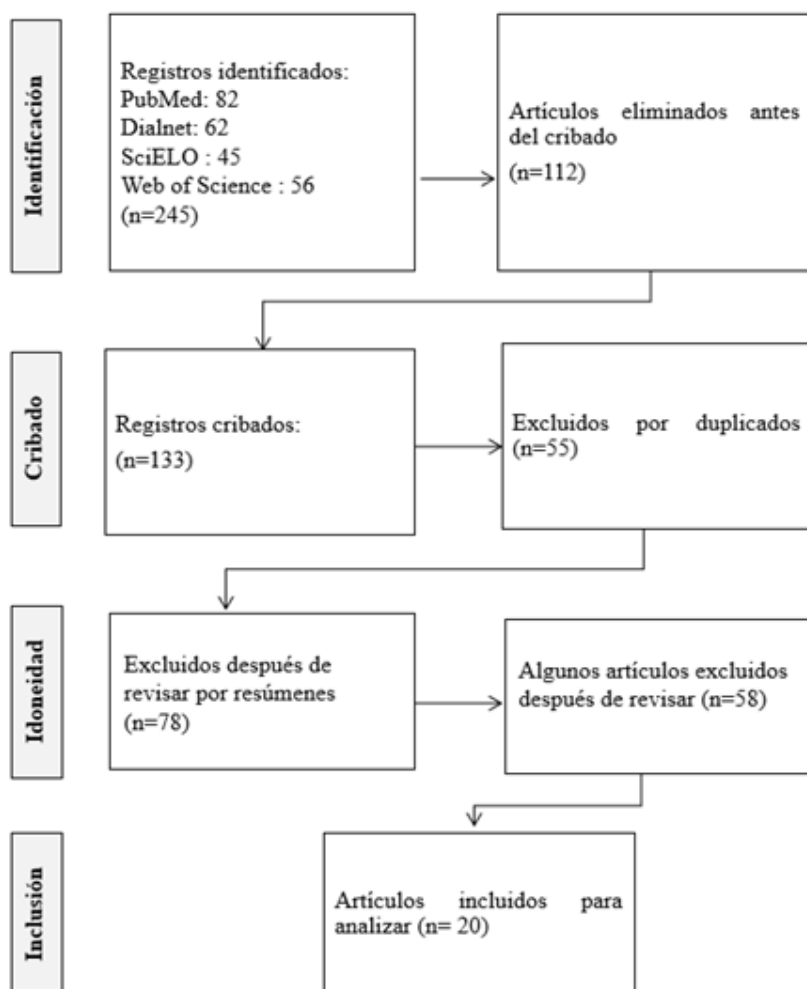 Identificación
Registros identificados:
PubMed: 82
Dialnet: 62
SciELO : 45
Web of Science : 56
(n=245)
Artículos eliminados antes
del cribado
(n=112)
Cribado
Registros cribados:
(n=133)
Excluidos por duplicados
(n=55)
Idoneidad
Excluidos después de
revisar por resúmenes
(n=78)
Algunos artículos excluidos
después de revisar (n=58)
Inclusión
Artículos incluidos para
analizar (n= 20)